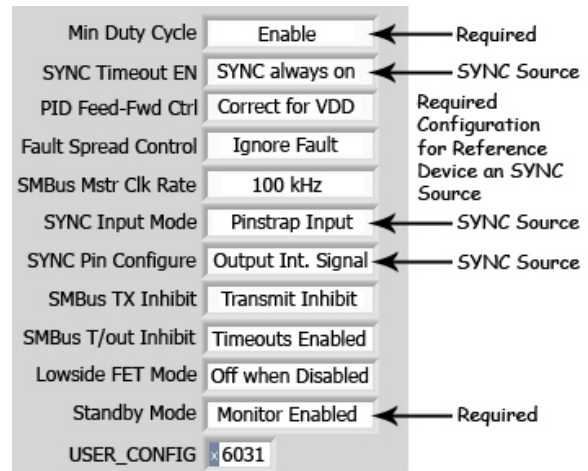 Min Duty Cycle Enable Required
SYNC Timeout EN SYNC always on SYNC Source
PID Feed-Fwd Ctrl Correct for VDD
Fault Spread Control Ignore Fault
SMBus Mstr Clk Rate 100 kHz
Required
Configuration
for Reference
Device an SYNC
Source
SYNC Input Mode Pinstrap Input SYNC Source
SYNC Pin Configure Output Int. Signal SYNC Source
SMBus TX Inhibit Transmit Inhibit
SMBus T/out Inhibit Timeouts Enabled
Lowside FET Mode Off when Disabled
Standby Mode Monitor Enabled Required
USER_CONFIG x 6031